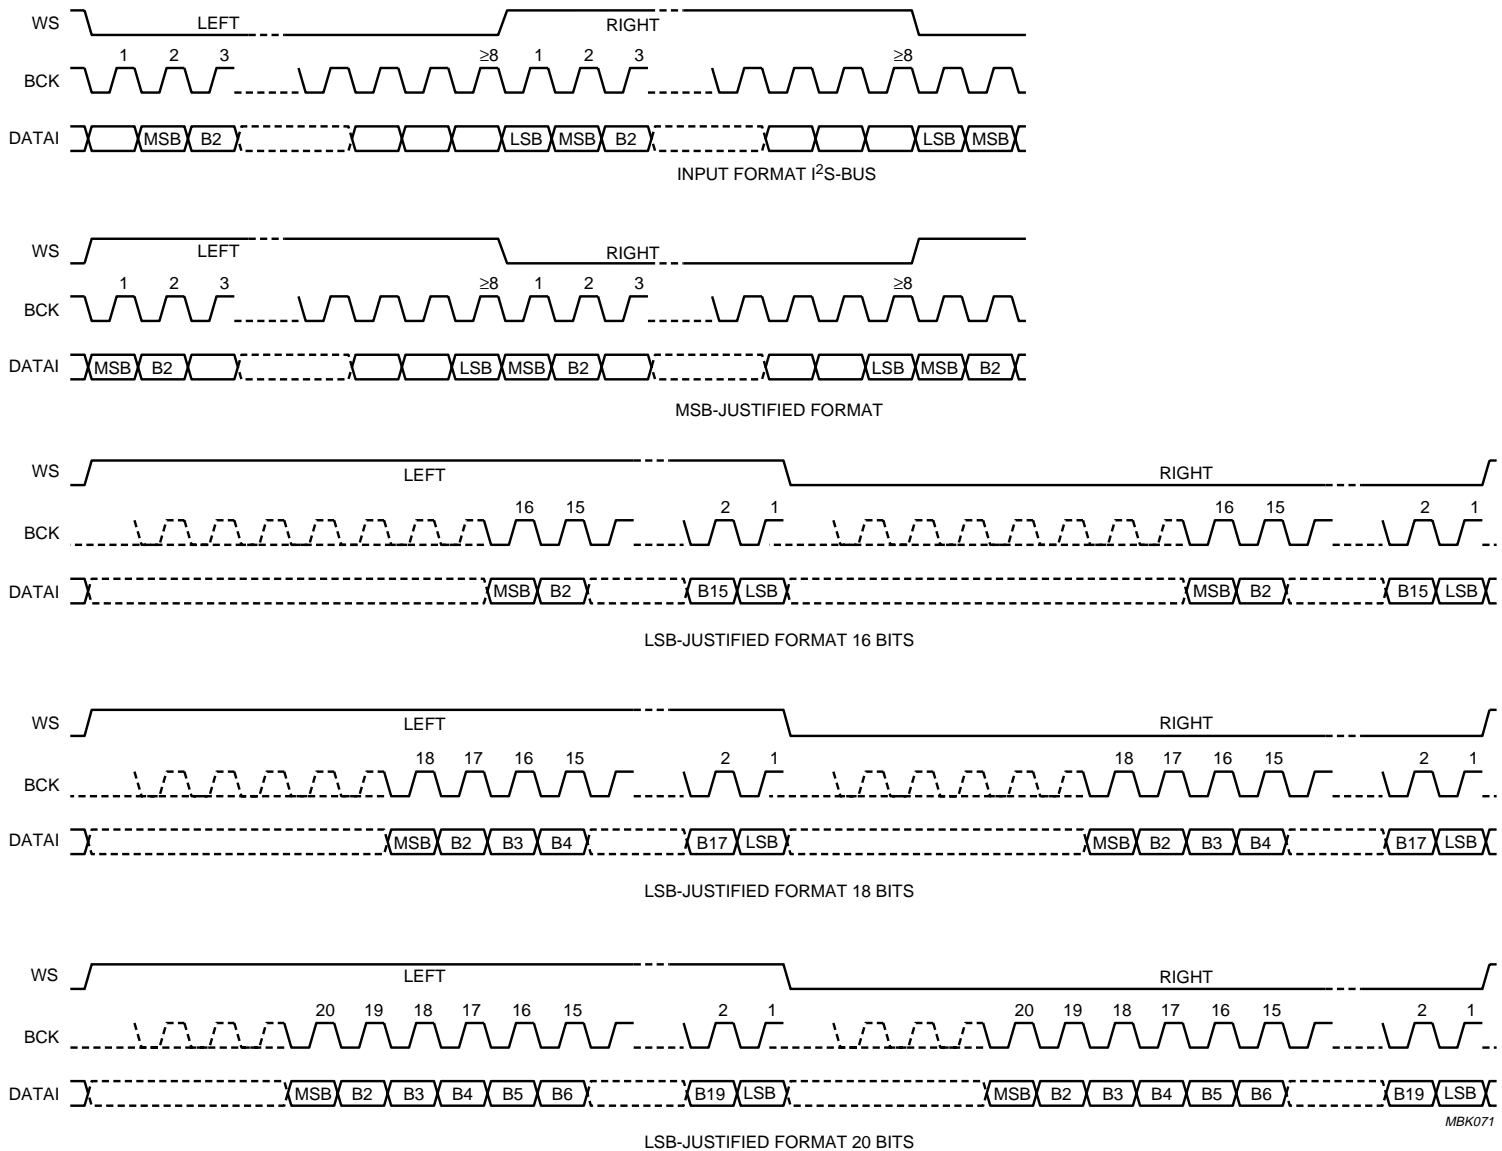 WS LEFT RIGHT
1 2 3 ≥8 1 2 3 ≥8
BCK
DATAI MSB B2 LSB MSB B2 LSB MSB
INPUT FORMAT I²S-BUS
WS LEFT RIGHT
1 2 3 ≥8 1 2 3 ≥8
BCK
DATAI MSB B2 LSB MSB B2 LSB MSB B2
MSB-JUSTIFIED FORMAT
WS LEFT RIGHT
16 15 2 1 16 15 2 1
BCK
DATAI MSB B2 B15 LSB MSB B2 B15 LSB
LSB-JUSTIFIED FORMAT 16 BITS
WS LEFT RIGHT
18 17 16 15 2 1 18 17 16 15 2 1
BCK
DATAI MSB B2 B3 B4 B17 LSB MSB B2 B3 B4 B17 LSB
LSB-JUSTIFIED FORMAT 18 BITS
WS LEFT RIGHT
20 19 18 17 16 15 2 1 20 19 18 17 16 15 2 1
BCK
DATAI MSB B2 B3 B4 B5 B6 B19 LSB MSB B2 B3 B4 B5 B6 B19 LSB
MBK071
LSB-JUSTIFIED FORMAT 20 BITS